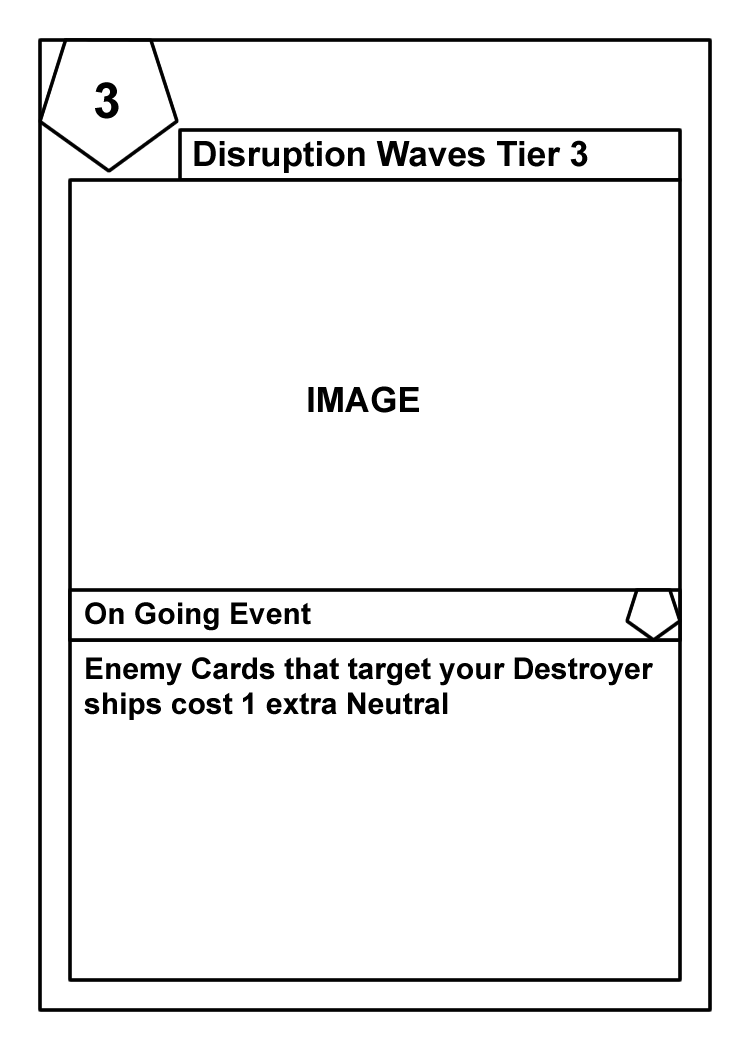 3
Disruption Waves Tier 3
IMAGE
On Going Event
Enemy Cards that target your Destroyer
ships cost 1 extra Neutral